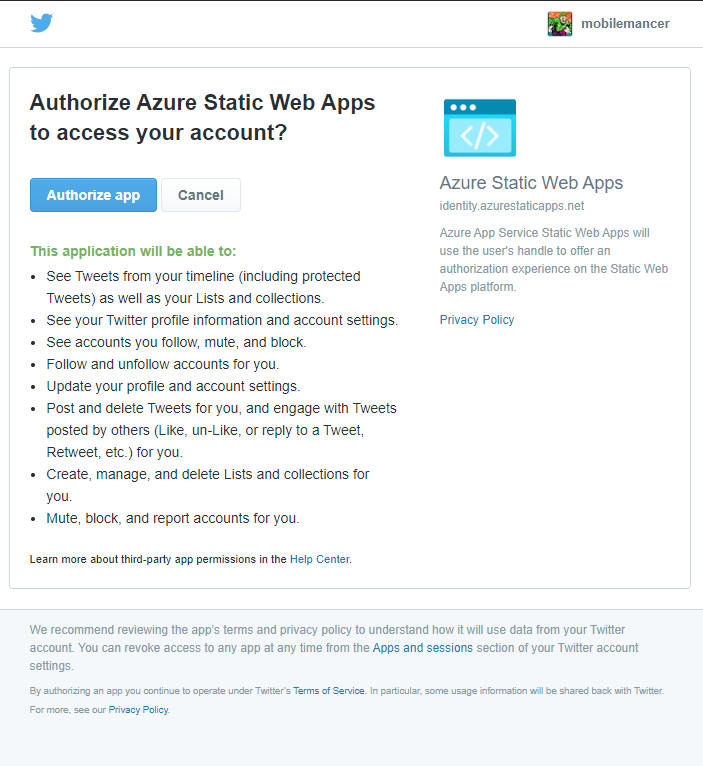 mobilemancer
Authorize Azure Static Web Apps
to access your account?
Authorize app
Cancel
This application will be able to:
• See Tweets from your timeline (including protected
Tweets) as well as your Lists and collections.
• See your Twitter profile information and account settings.
• See accounts you follow, mute, and block.
• Follow and unfollow accounts for you.
• Update your profile and account settings.
• Post and delete Tweets for you, and engage with Tweets
posted by others (Like, un-Like, or reply to a Tweet,
Retweet, etc.) for you.
• Create, manage, and delete Lists and collections for
you.
• Mute, block, and report accounts for you.
Learn more about third-party app permissions in the Help Center.
</>
Azure Static Web Apps
identity.azurestaticapps.net
Azure App Service Static Web Apps will
use the user's handle to offer an
authorization experience on the Static Web
Apps platform.
Privacy Policy
We recommend reviewing the app's terms and privacy policy to understand how it will use data from your Twitter
account. You can revoke access to any app at any time from the Apps and sessions section of your Twitter account
settings.
By authorizing an app you continue to operate under Twitter's Terms of Service. In particular, some usage information will be shared back with Twitter.
For more, see our Privacy Policy.